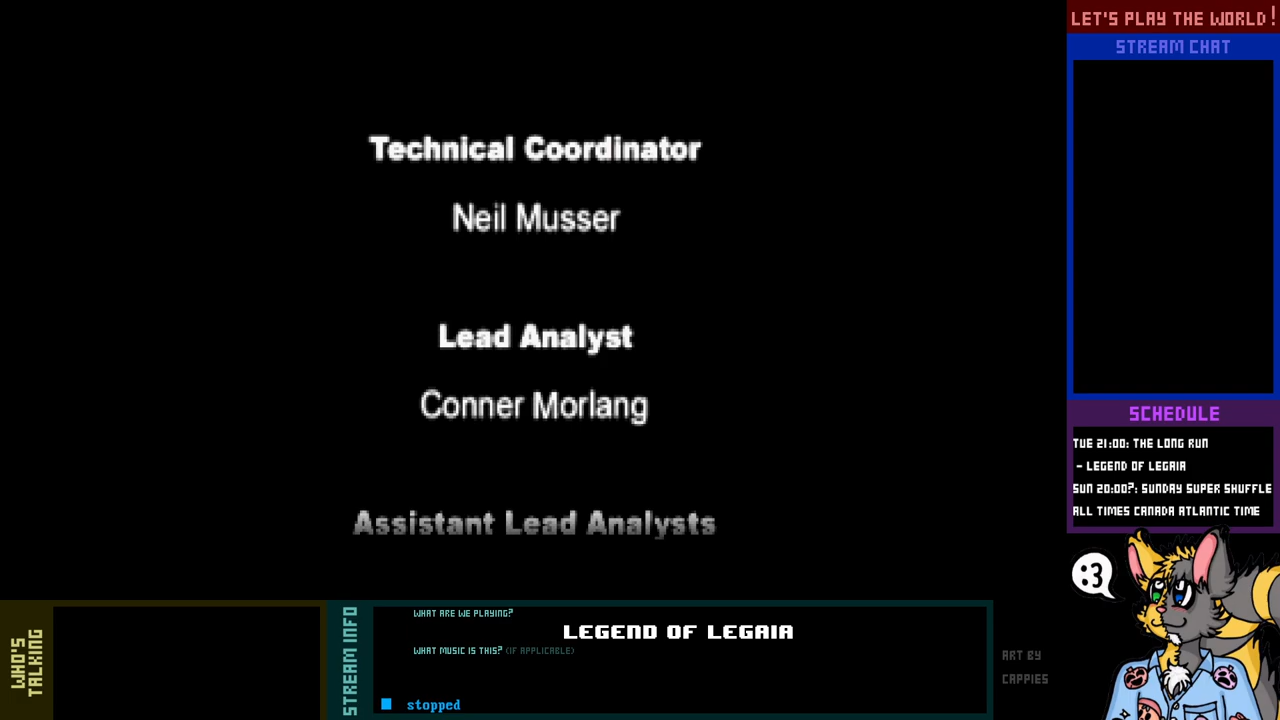 Technical Coordinator
Neil Musser
Lead Analyst
Conner Morlang
Assistant Lead Analysts
LET'S PLAY THE WORLD!
STREAM CHAT
SCHEDULE
TUE 21:00: THE LONG RUN
- LEGEND OF LEGAIA
SUN 20:00?: SUNDAY SUPER SHUFFLE
ALL TIMES CANADA ATLANTIC TIME
:3
WHO'S
TALKING
STREAM INFO
WHAT ARE WE PLAYING?
LEGEND OF LEGAIA
WHAT MUSIC IS THIS? (IF APPLICABLE)
stopped
ART BY
CAPPIES